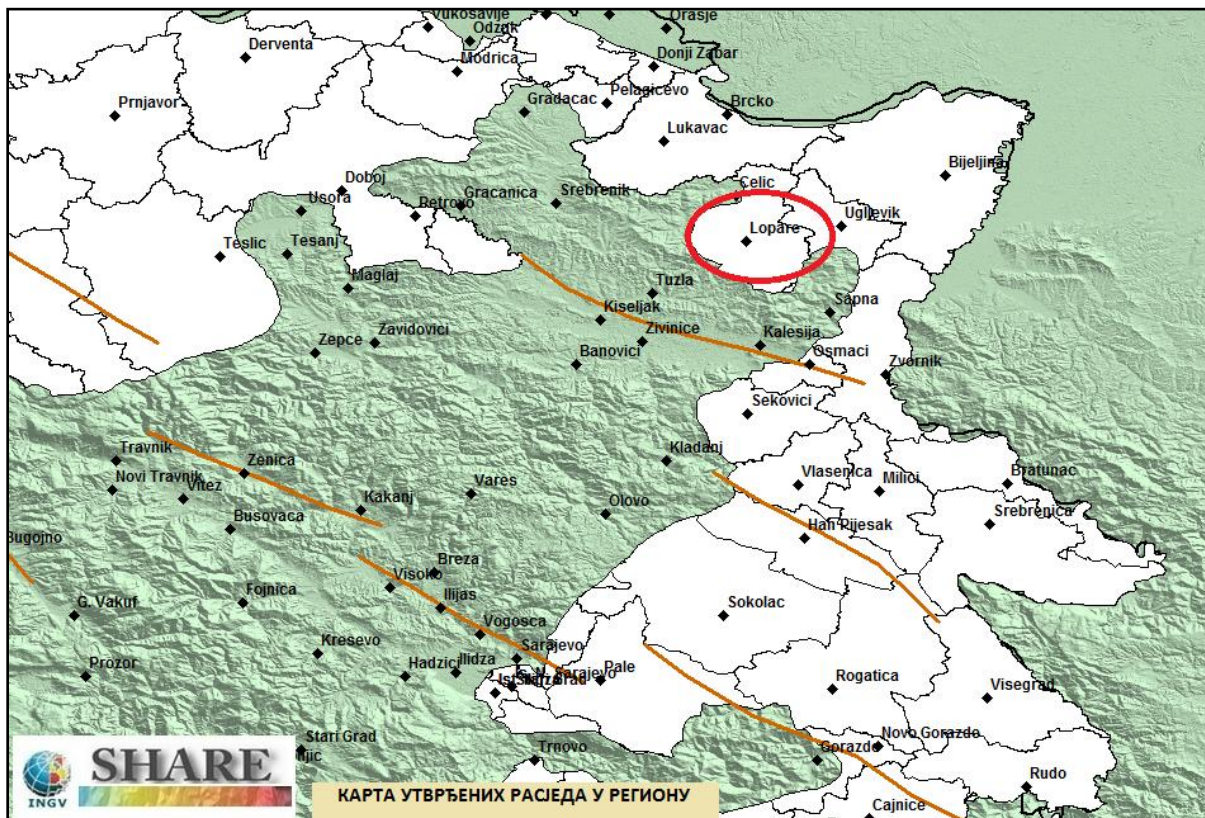 Vukosavlje
Orasje
Odzak
Derventa
Donji Zabar
Modrica
Pelagicevo
Prnjavor
Gradacac
Brcko
Lukavac
Bijeljina
Doboj
Celic
Usora
Gracanica
Srebrenik
Petrovo
Ugljevik
Lopare
Teslic
Tesanj
Maglaj
Tuzla
Sapna
Kiseljak
Zavidovici
Zivinice
Kalesija
Zepce
Banovici
Osmaci
Zvornik
Sekovici
Travnik
Kladanj
Zenica
Novi Travnik
Vitez
Vares
Vlasenica
Milici
Bratunac
Kakanj
Olovo
Busovaca
Srebrenica
Bugojno
Han Pijesak
Breza
Visoko
Fojnica
Ilijas
G. Vakuf
Sokolac
Vogosca
Kresevo
Sarajevo
Prozor
Hadzici
Ilidza
Sarajevo
Pale
Rogatica
Visegrad
Stari Grad
Trnovo
Gorazde
Novo Gorazde
Rudo
Cajnice
INGV
SHARE
КАРТА УТВРЂЕНИХ РАСЈЕДА У РЕГИОНУ